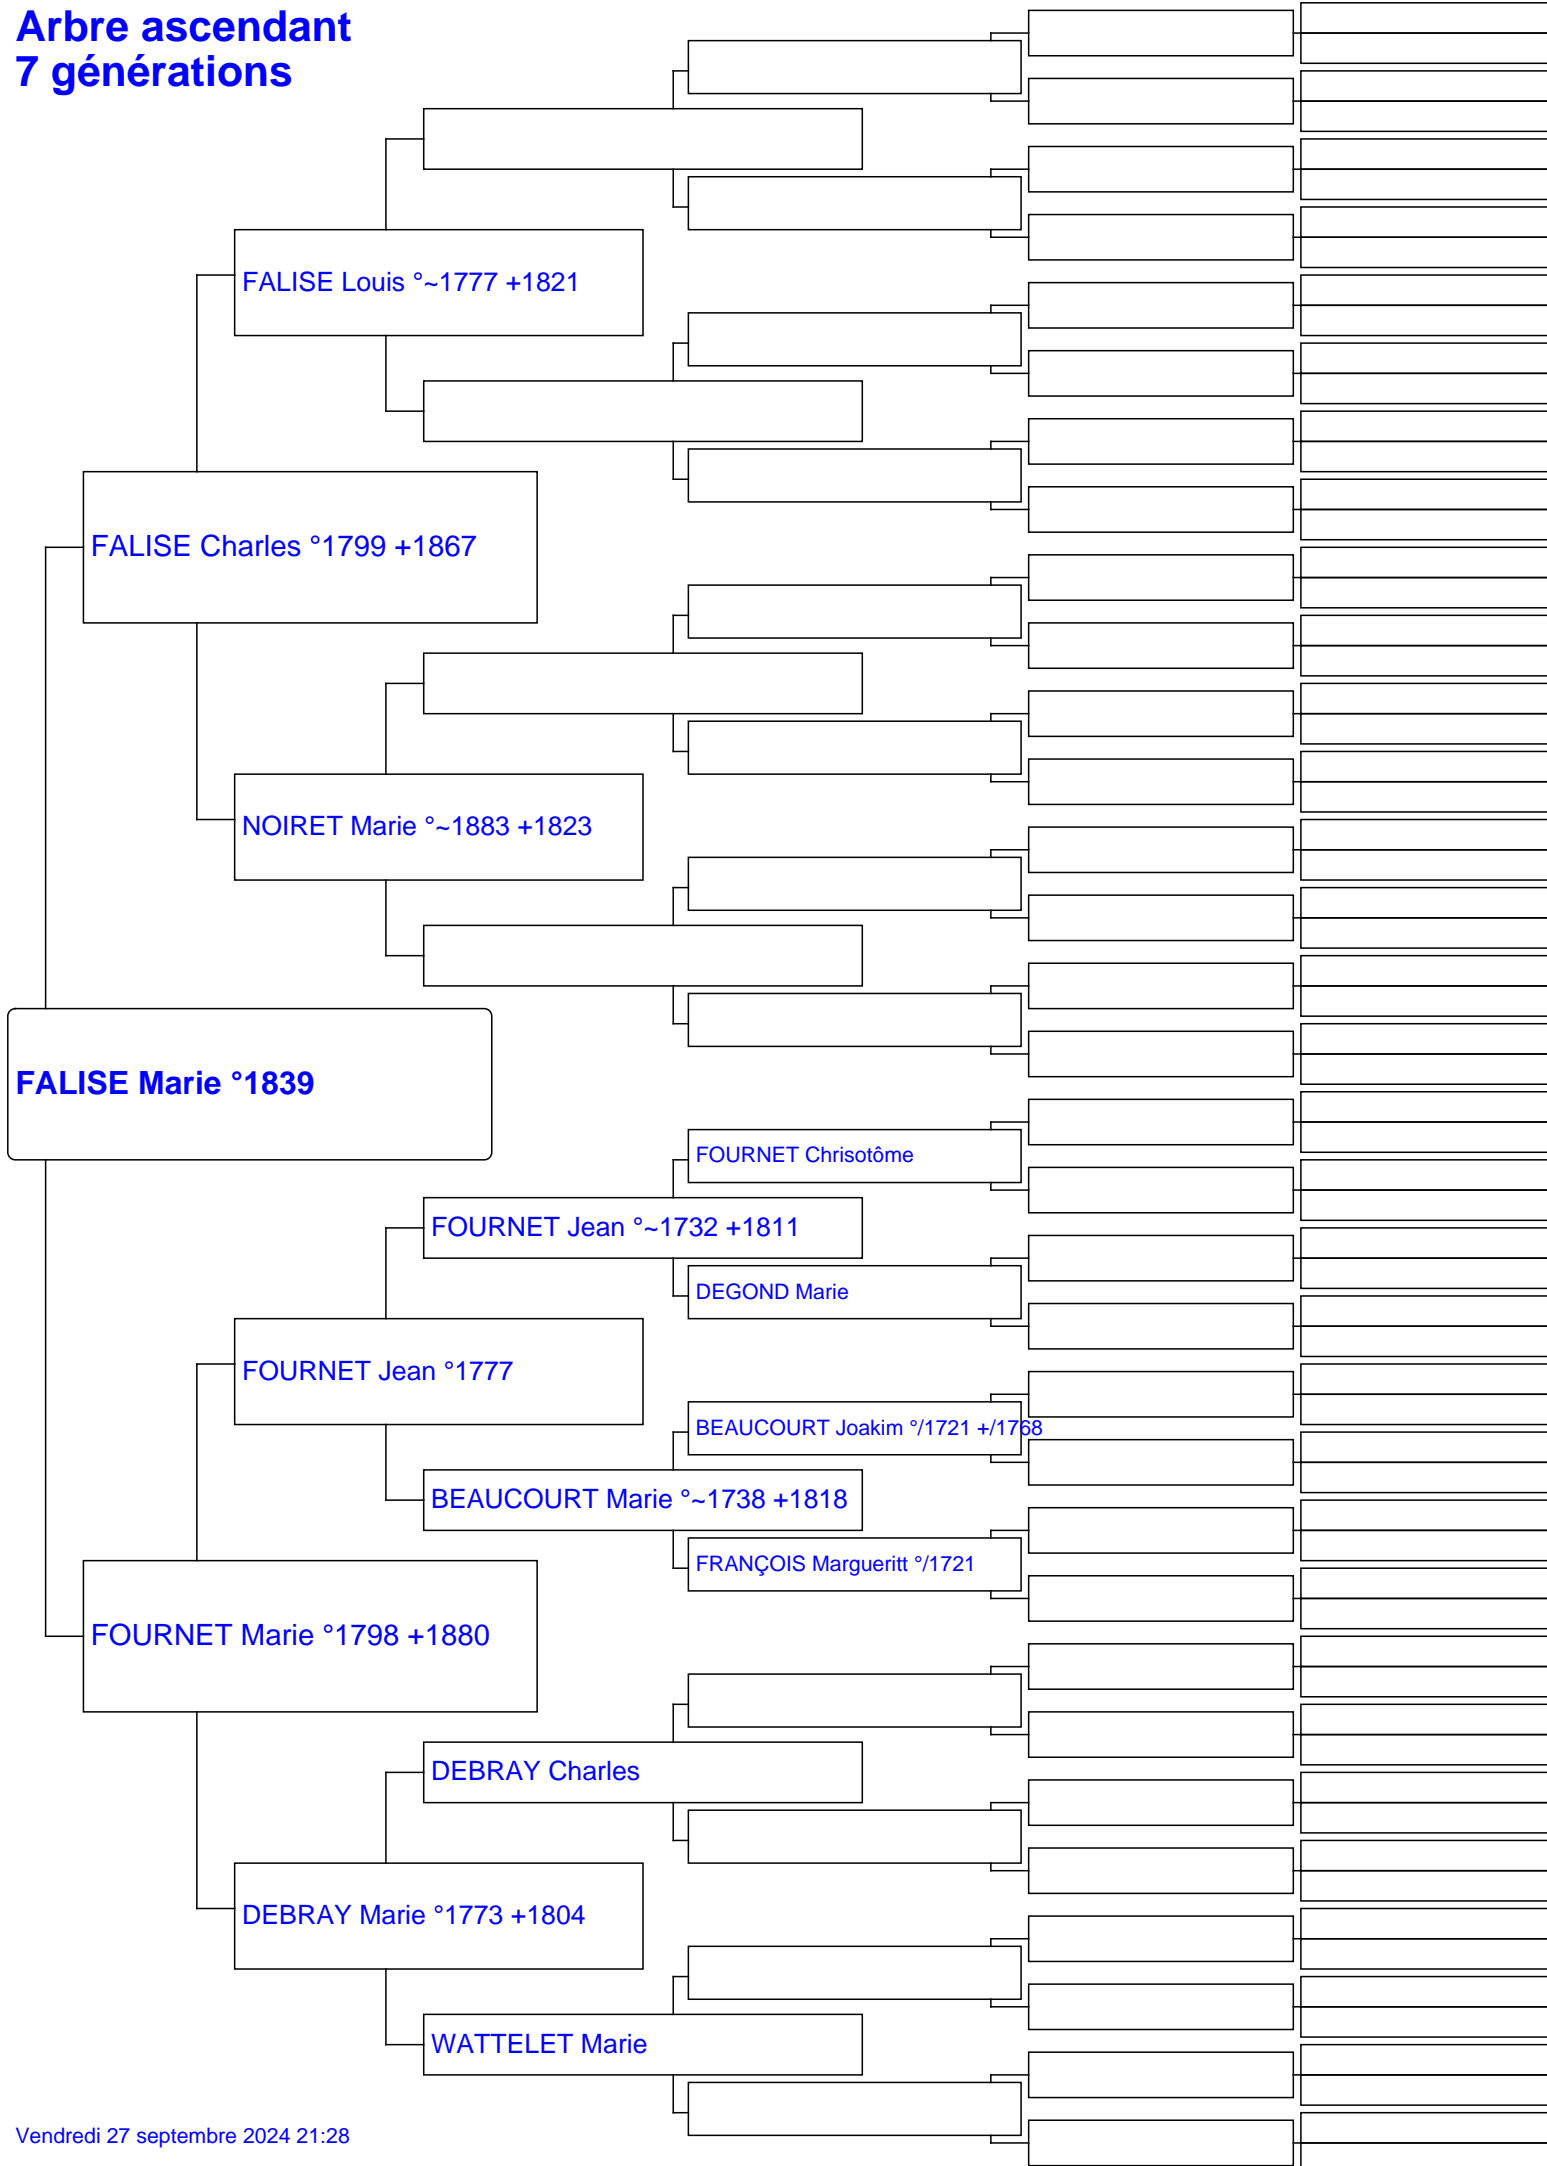 Arbre ascendant
7 générations
FALISE Louis °~1777 +1821
FALISE Charles °1799 +1867
NOIRET Marie °~1883 +1823
FALISE Marie °1839
FOURNET Chrisotôme
FOURNET Jean °~1732 +1811
DEGOND Marie
FOURNET Jean °1777
BEAUCOURT Joakim °/1721 +/1768
BEAUCOURT Marie °~1738 +1818
FRANÇOIS Margueritt °/1721
FOURNET Marie °1798 +1880
DEBRAY Charles
DEBRAY Marie °1773 +1804
WATTELET Marie
Vendredi 27 septembre 2024 21:28